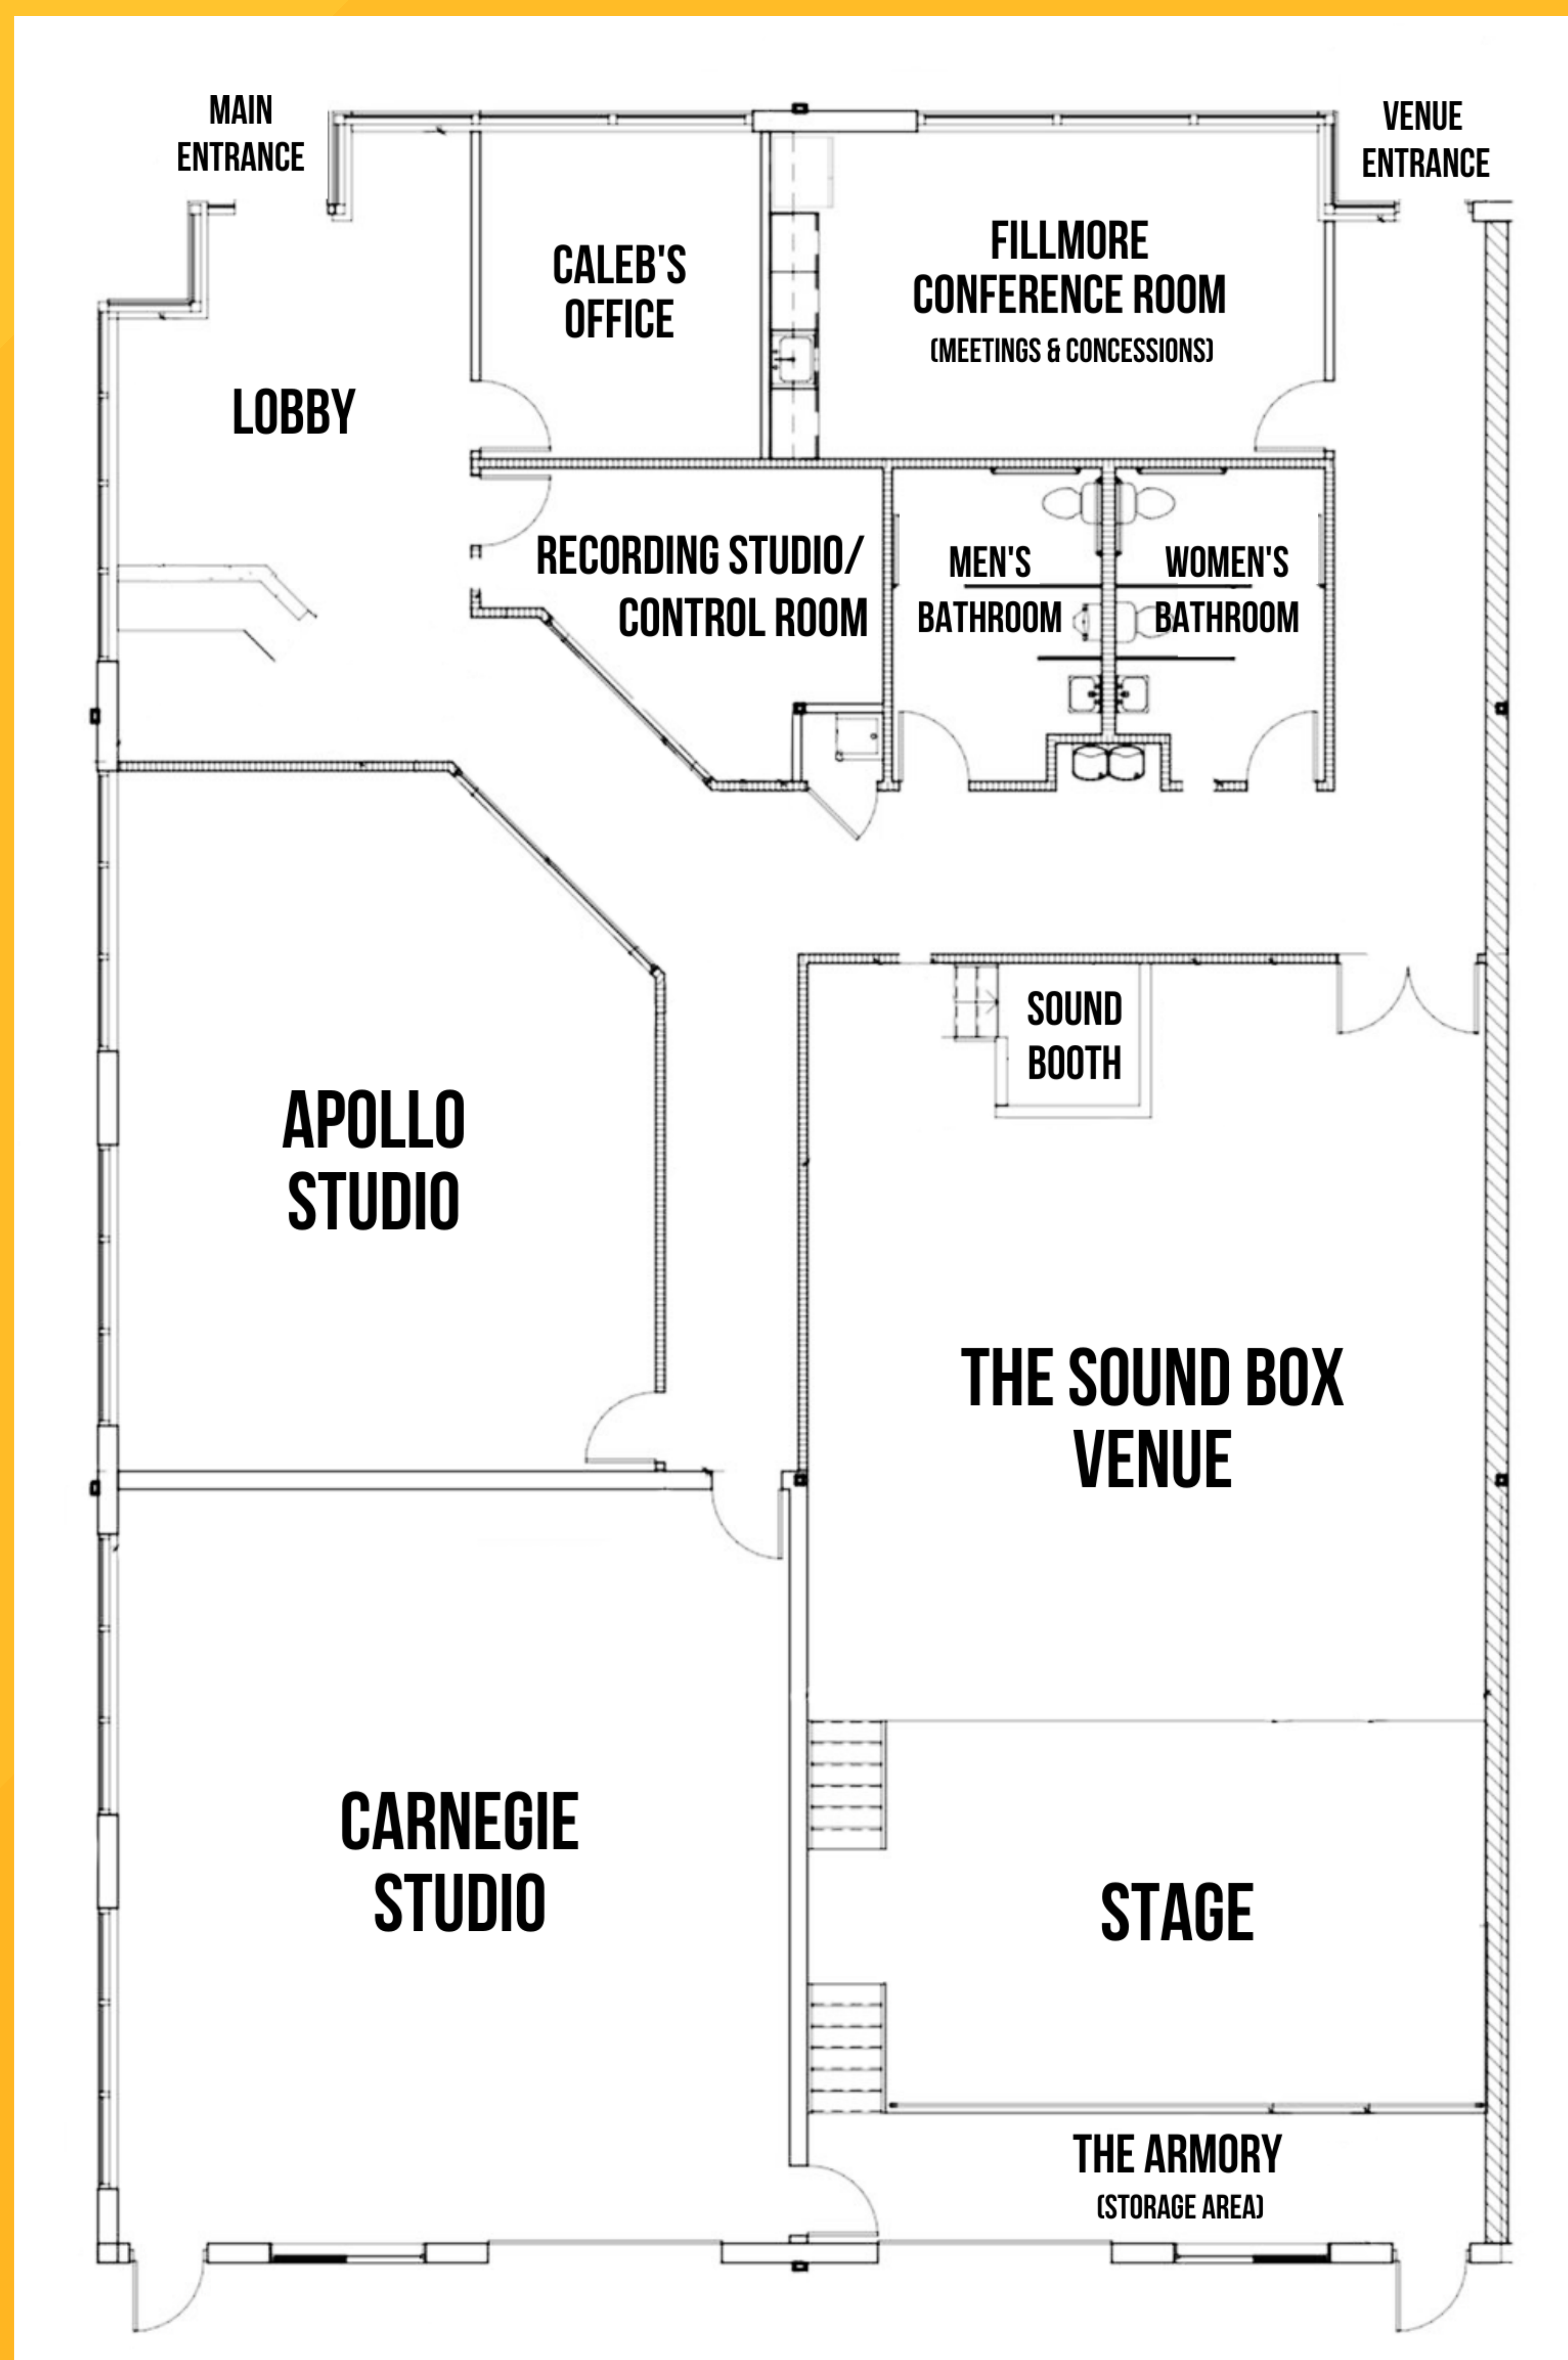 MAIN
ENTRANCE
VENUE
ENTRANCE
CALEB'S
OFFICE
FILLMORE
CONFERENCE ROOM
(MEETINGS & CONCESSIONS)
LOBBY
RECORDING STUDIO/
CONTROL ROOM
MEN'S
BATHROOM
WOMEN'S
BATHROOM
SOUND
BOOTH
APOLLO
STUDIO
THE SOUND BOX
VENUE
CARNEGIE
STUDIO
STAGE
THE ARMORY
(STORAGE AREA)